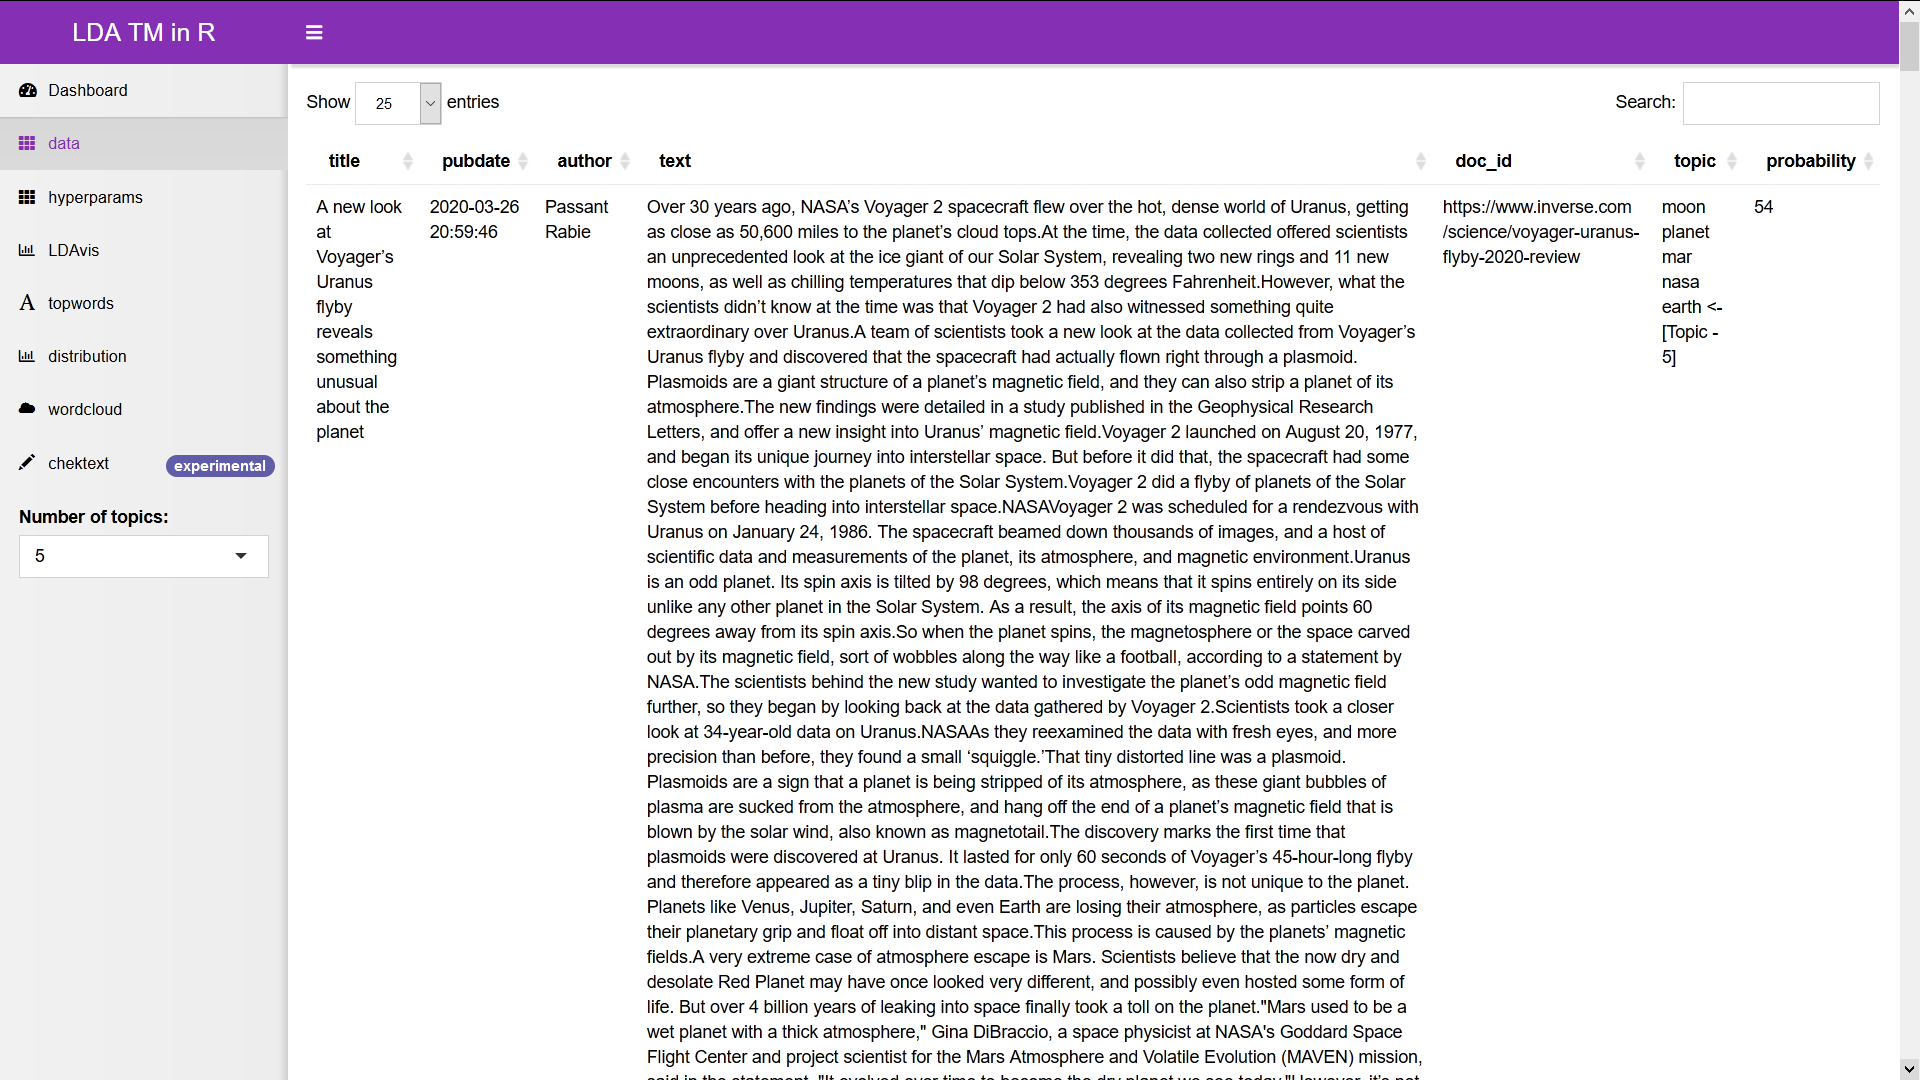 LDA TM in R
Dashboard
data
hyperparams
LDAvis
topwords
distribution
wordcloud
chektext experimental
Number of topics:
5
Show 25 entries
Search:
title pubdate author text doc_id topic probability
A new look
at
Voyager’s
Uranus
flyby
reveals
something
unusual
about the
planet
2020-03-26
20:59:46
Passant
Rabie
Over 30 years ago, NASA’s Voyager 2 spacecraft flew over the hot, dense world of Uranus, getting
as close as 50,600 miles to the planet’s cloud tops.At the time, the data collected offered scientists
an unprecedented look at the ice giant of our Solar System, revealing two new rings and 11 new
moons, as well as chilling temperatures that dip below 353 degrees Fahrenheit.However, what the
scientists didn’t know at the time was that Voyager 2 had also witnessed something quite
extraordinary over Uranus.A team of scientists took a new look at the data collected from Voyager’s
Uranus flyby and discovered that the spacecraft had actually flown right through a plasmoid.
Plasmoids are a giant structure of a planet’s magnetic field, and they can also strip a planet of its
atmosphere.The new findings were detailed in a study published in the Geophysical Research
Letters, and offer a new insight into Uranus’ magnetic field.Voyager 2 launched on August 20, 1977,
and began its unique journey into interstellar space. But before it did that, the spacecraft had some
close encounters with the planets of the Solar System.Voyager 2 did a flyby of planets of the Solar
System before heading into interstellar space.NASAVoyager 2 was scheduled for a rendezvous with
Uranus on January 24, 1986. The spacecraft beamed down thousands of images, and a host of
scientific data and measurements of the planet, its atmosphere, and magnetic environment.Uranus
is an odd planet. Its spin axis is tilted by 98 degrees, which means that it spins entirely on its side
unlike any other planet in the Solar System. As a result, the axis of its magnetic field points 60
degrees away from its spin axis.So when the planet spins, the magnetosphere or the space carved
out by its magnetic field, sort of wobbles along the way like a football, according to a statement by
NASA.The scientists behind the new study wanted to investigate the planet’s odd magnetic field
further, so they began by looking back at the data gathered by Voyager 2.Scientists took a closer
look at 34-year-old data on Uranus.NASAAs they reexamined the data with fresh eyes, and more
precision than before, they found a small ‘squiggle.’That tiny distorted line was a plasmoid.
Plasmoids are a sign that a planet is being stripped of its atmosphere, as these giant bubbles of
plasma are sucked from the atmosphere, and hang off the end of a planet’s magnetic field that is
blown by the solar wind, also known as magnetotail.The discovery marks the first time that
plasmoids were discovered at Uranus. It lasted for only 60 seconds of Voyager’s 45-hour-long flyby
and therefore appeared as a tiny blip in the data.The process, however, is not unique to the planet.
Planets like Venus, Jupiter, Saturn, and even Earth are losing their atmosphere, as particles escape
their planetary grip and float off into distant space.This process is caused by the planets’ magnetic
fields.A very extreme case of atmosphere escape is Mars. Scientists believe that the now dry and
desolate Red Planet may have once looked very different, and possibly even hosted some form of
life. But over 4 billion years of leaking into space finally took a toll on the planet."Mars used to be a
wet planet with a thick atmosphere," Gina DiBraccio, a space physicist at NASA's Goddard Space
Flight Center and project scientist for the Mars Atmosphere and Volatile Evolution (MAVEN) mission,
said in the statement. "It evolved over time to become the dry planet we see today."However, it's not
https://www.inverse.com
/science/voyager-uranus-
flyby-2020-review
moon
planet
mar
nasa
earth <-
[Topic -
5]
54